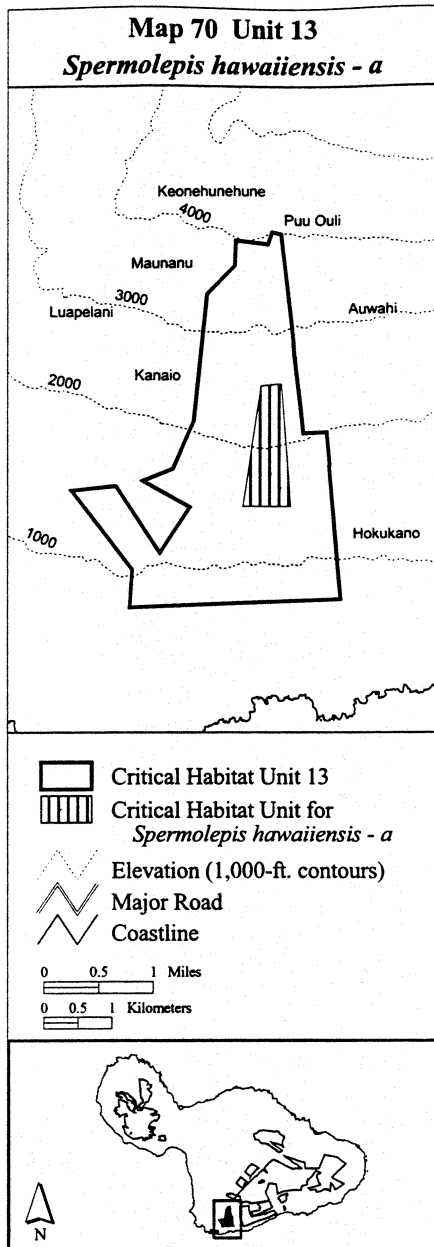 Map 70 Unit 13
Spermolepis hawaiiensis - a
Keonehunehune
4000
Puu Ouli
Maunanu
3000
Luapelani
Auwahi
Kanaio
2000
Hokukano
1000
Critical Habitat Unit 13
Critical Habitat Unit for
Spermolepis hawaiiensis - a
Elevation (1,000-ft. contours)
Major Road
Coastline
0 0.5 1 Miles
0 0.5 1 Kilometers
N